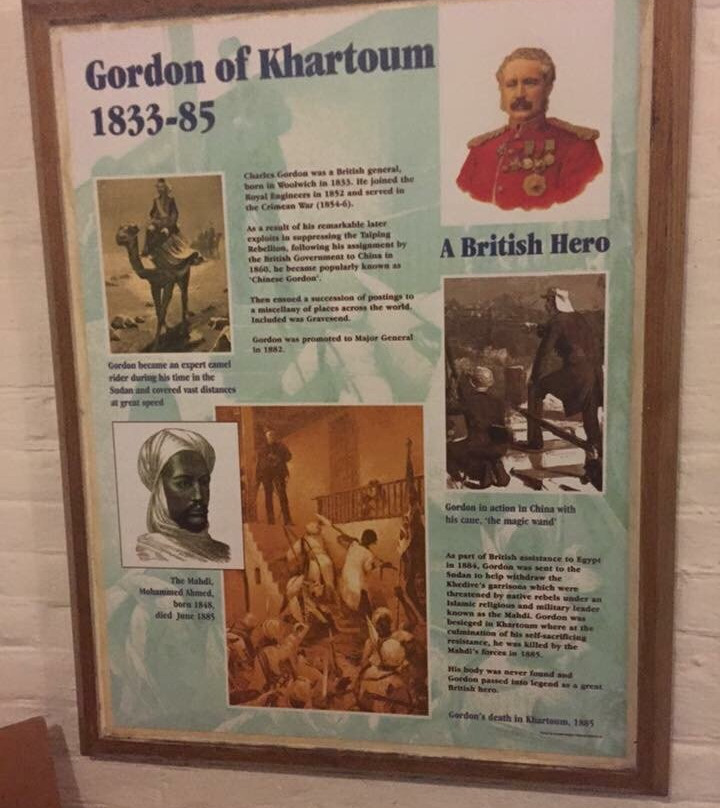 Gordon of Khartoum
1833-85
Charles Gordon was a British general,
born in Woolwich in 1833. He joined the
Royal Engineers in 1852 and served in
the Crimean War (1854-6).
As a result of his remarkable later
exploits in suppressing the Taiping
Rebellion, following his assignment by
the British Government to China in
1860, he became popularly known as
'Chinese Gordon'.
Then ensued a succession of postings to
a miscellany of places across the world.
Included was Gravesend.
Gordon was promoted to Major General
in 1882.
Gordon became an expert camel
rider during his time in the
Sudan and covered vast distances
at great speed
The Mahdi,
Mohammed Ahmed,
born 1848,
died June 1885
A British Hero
Gordon in action in China with
his cane, 'the magic wand'
As part of British assistance to Egypt
in 1884, Gordon was sent to the
Sudan to help withdraw the
Khedive's garrisons which were
threatened by native rebels under an
Islamic religious and military leader
known as the Mahdi. Gordon was
besieged in Khartoum where at the
culmination of his self-sacrificing
resistance, he was killed by the
Mahdi's forces in 1885.
His body was never found and
Gordon passed into legend as a great
British hero.
Gordon's death in Khartoum, 1885